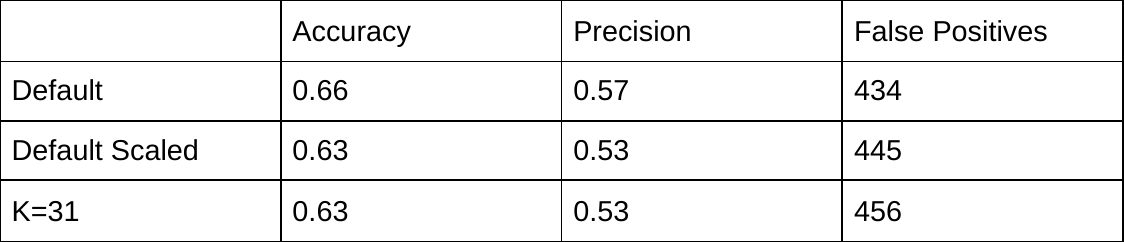 Accuracy Precision False Positives
Default 0.66 0.57 434
Default Scaled 0.63 0.53 445
K=31 0.63 0.53 456